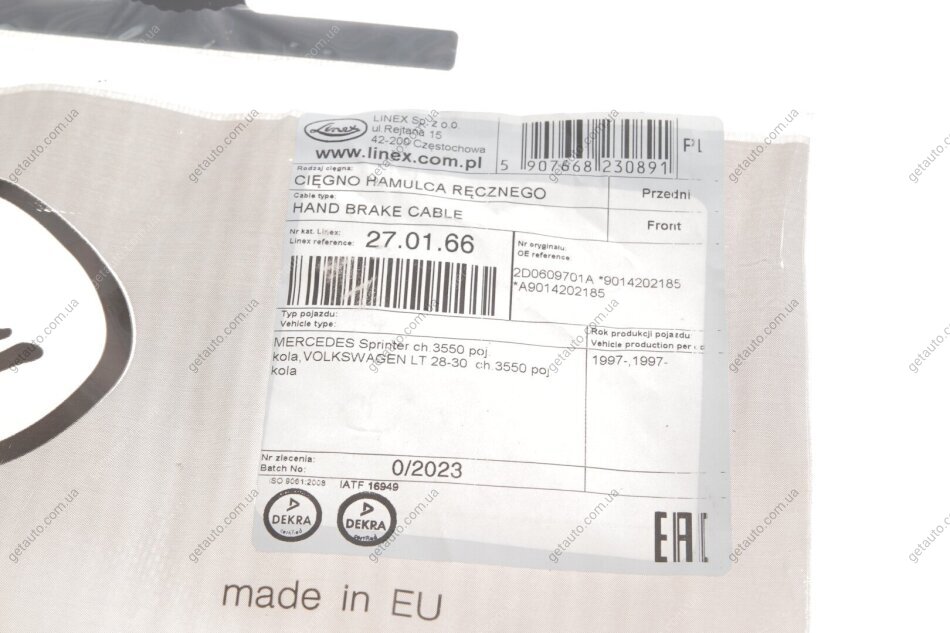 Linex
LINEX Sp. z o.o.
ul.Rejtana 15
42-200 Częstochowa
www.linex.com.pl
5 907668 230891
Rodzaj cięgna:
CIĘGNO HAMULCA RĘCZNEGO
Przedni
Cable type:
HAND BRAKE CABLE
Front
Nr kat. Linex:
Linex reference:
27.01.66
Nr oryginału
OE reference
2D0609701A *9014202185
*A9014202185
Typ pojazdu:
Vehicle type:
Rok produkcji pojazdu
Vehicle production
MERCEDES Sprinter ch.3550 poj
kola,VOLKSWAGEN LT 28-30 ch.3550 poj
kola
1997-,1997-
Nr zlecenia:
Batch No:
0/2023
ISO 9001:2008
IATF 16949
DEKRA
certified
DEKRA
certified
EAC
made in EU
getauto.com.ua